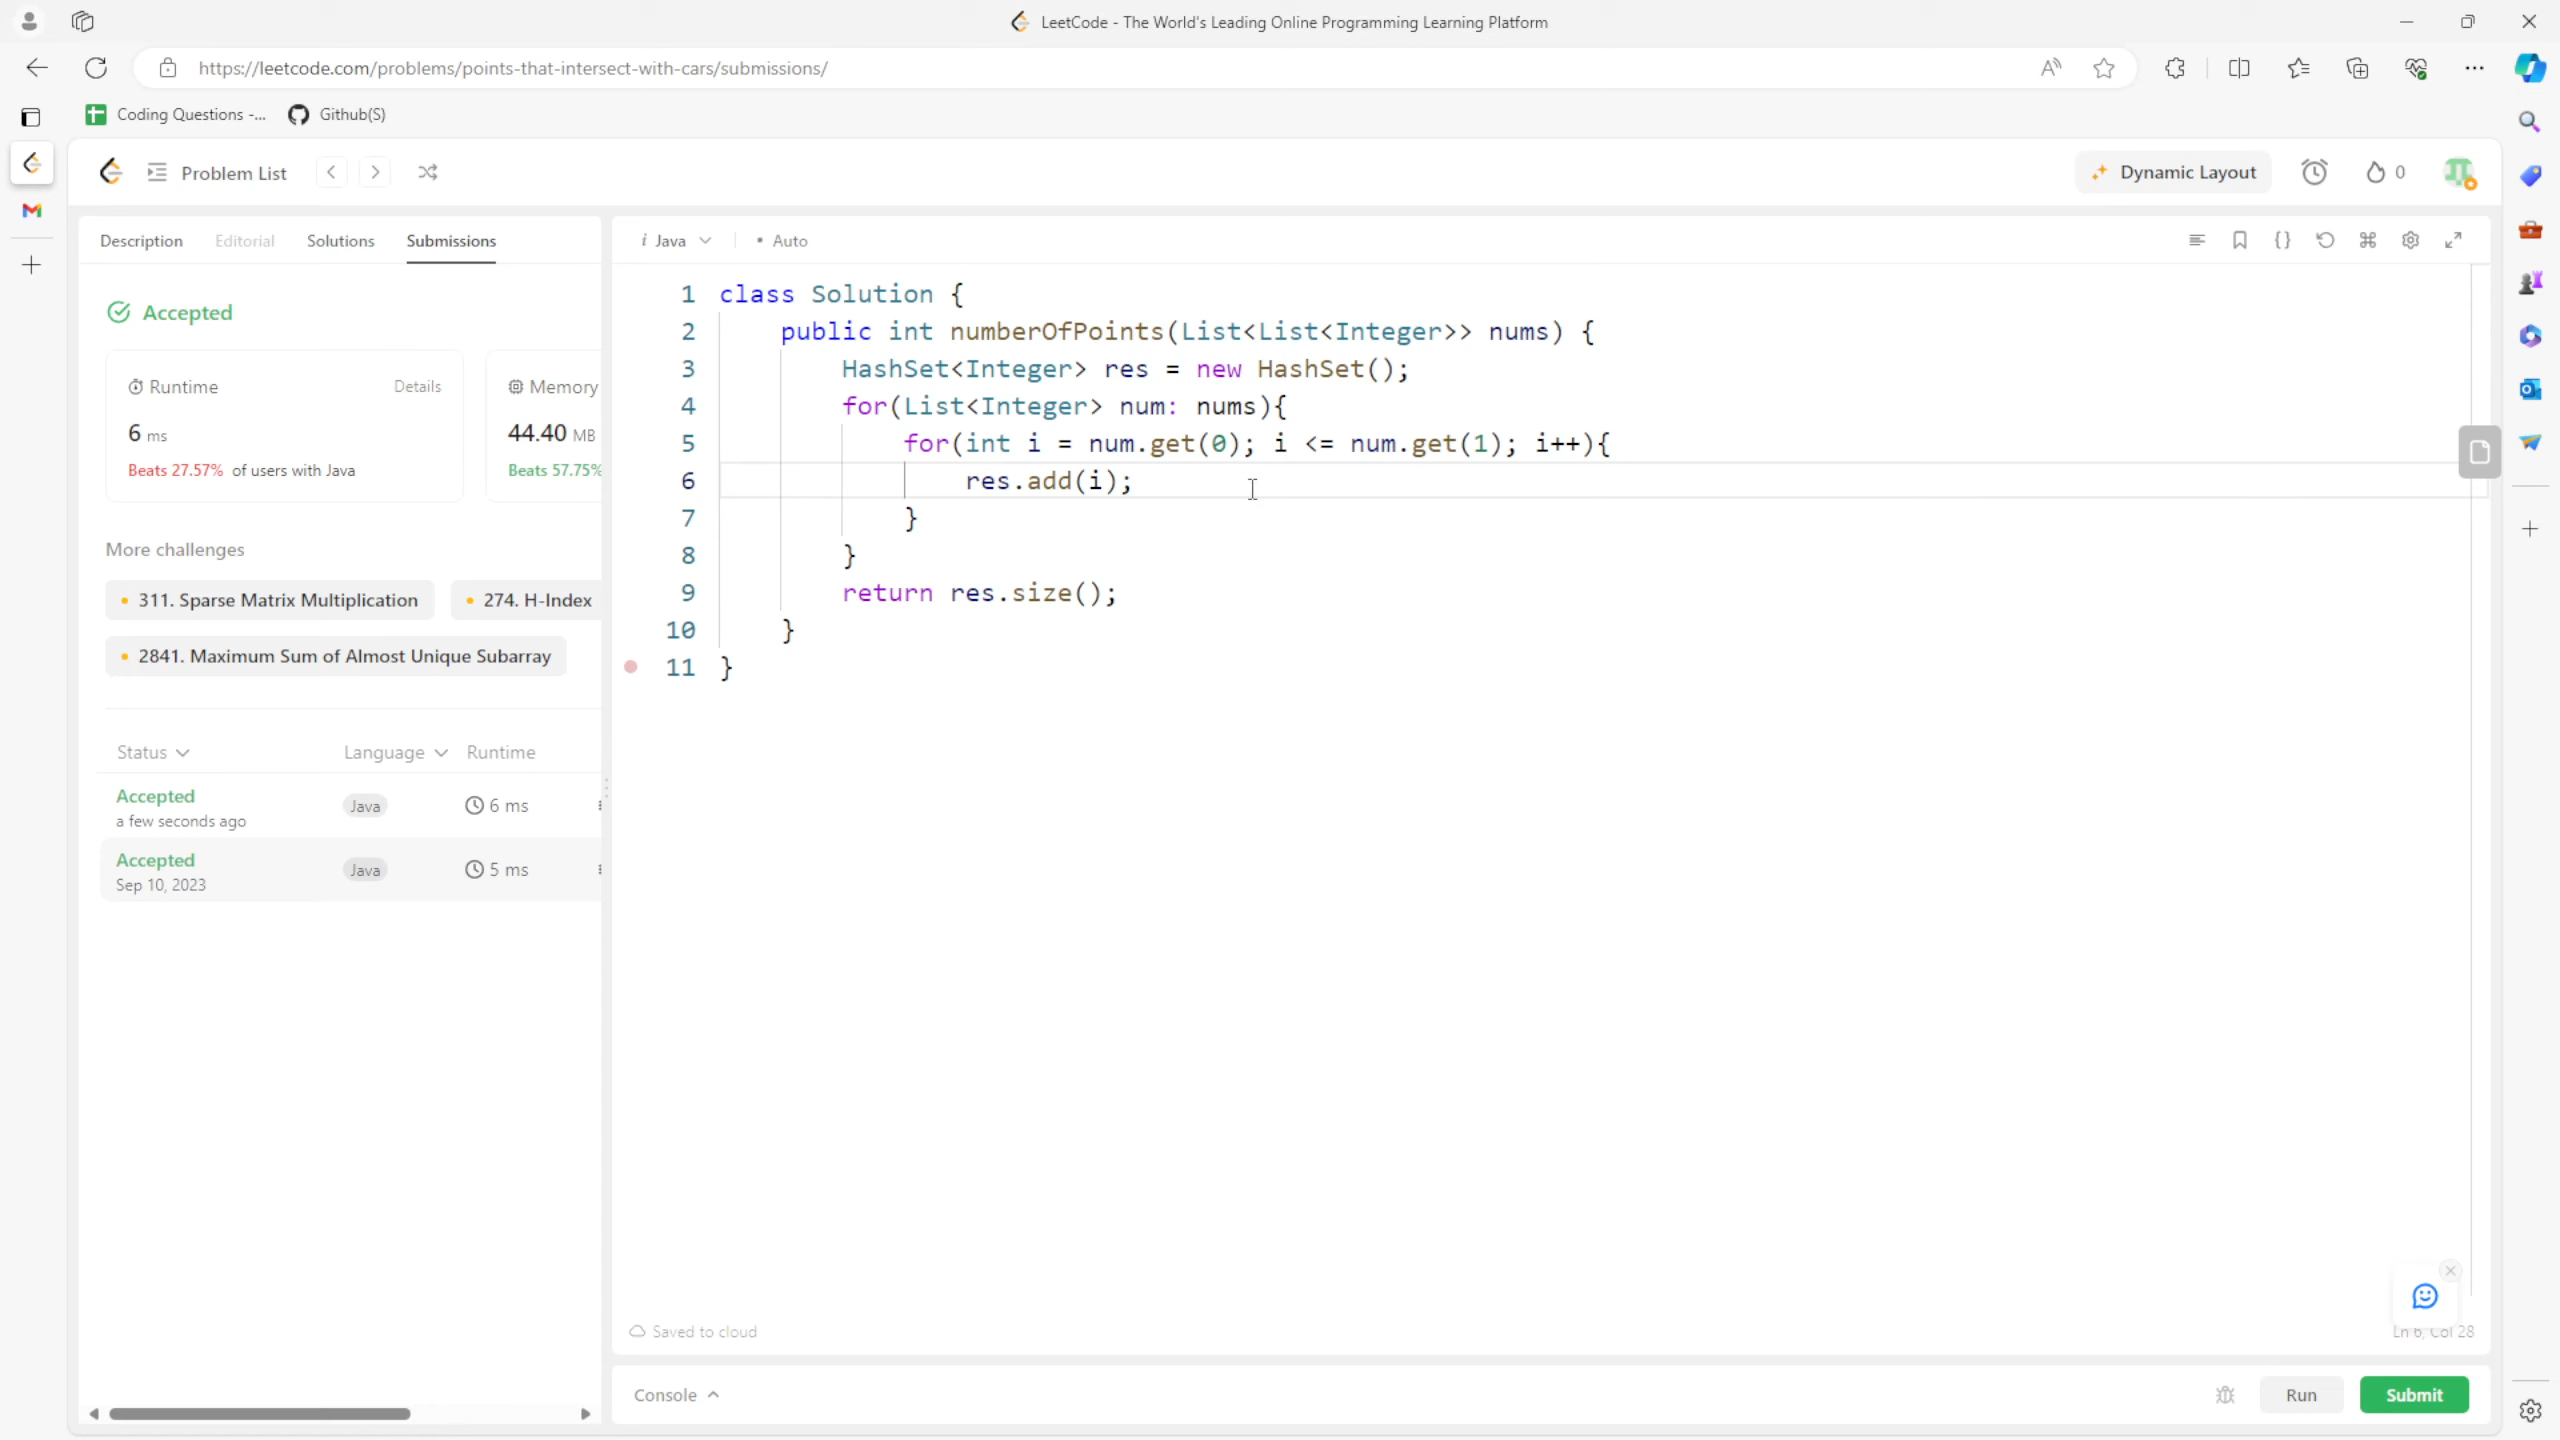 LeetCode - The World's Leading Online Programming Learning Platform
https://leetcode.com/problems/points-that-intersect-with-cars/submissions/
Coding Questions -...
Github(S)
Problem List
Dynamic Layout
0
Description
Editorial
Solutions
Submissions
Java
Auto
Accepted
Runtime
Details
6 ms
Beats 27.57% of users with Java
Memory
44.40 MB
Beats 57.75%
More challenges
311. Sparse Matrix Multiplication
274. H-Index
2841. Maximum Sum of Almost Unique Subarray
Status
Language
Runtime
Accepted
a few seconds ago
Java
6 ms
Accepted
Sep 10, 2023
Java
5 ms
1 class Solution {
2 public int numberOfPoints(List<List<Integer>> nums) {
3 HashSet<Integer> res = new HashSet();
4 for(List<Integer> num: nums){
5 for(int i = num.get(0); i <= num.get(1); i++){
6 res.add(i);
7 }
8 }
9 return res.size();
10 }
11 }
Saved to cloud
Ln 6, Col 28
Console
Run
Submit